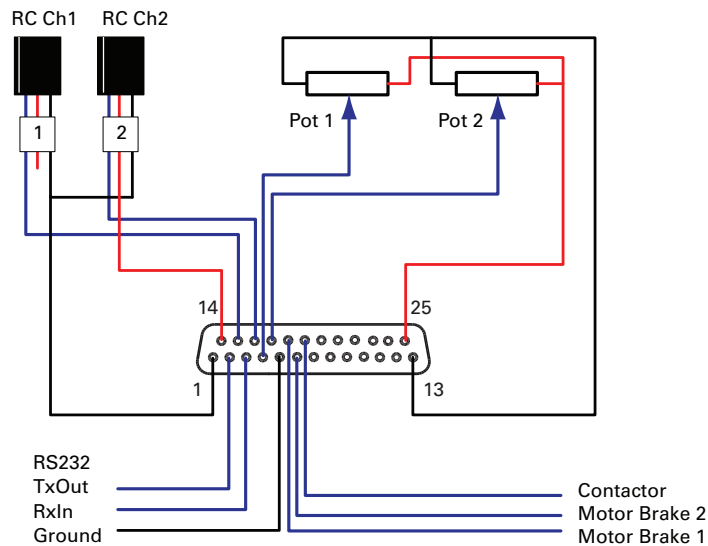 RC Ch1
RC Ch2
1
2
Pot 1
Pot 2
14
25
1
13
RS232
TxOut
RxIn
Ground
Contactor
Motor Brake 2
Motor Brake 1